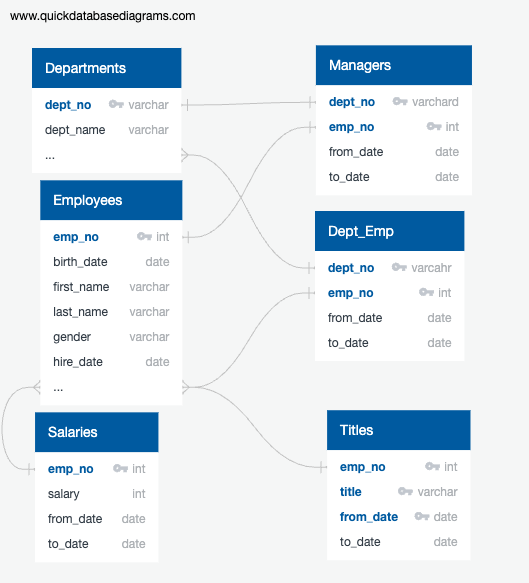 www.quickdatabasediagrams.com
Departments
dept_no varchar
dept_name varchar
...
Managers
dept_no varchard
emp_no int
from_date date
to_date date
Employees
emp_no int
birth_date date
first_name varchar
last_name varchar
gender varchar
hire_date date
...
Dept_Emp
dept_no varcahr
emp_no int
from_date date
to_date date
Salaries
emp_no int
salary int
from_date date
to_date date
Titles
emp_no int
title varchar
from_date date
to_date date